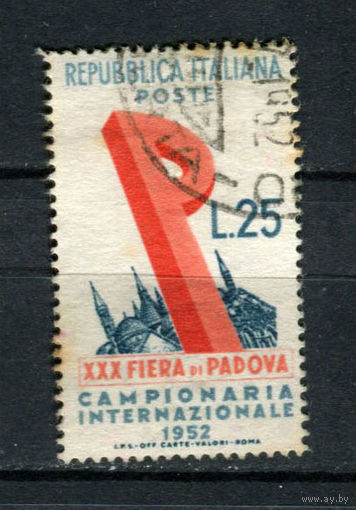 REPUBBLICA ITALIANA
POSTE
P
L.25
XXX FIERA DI PADOVA
CAMPIONARIA
INTERNAZIONALE
1952
I.P.S.-OFF CARTE-VALORI-ROMA
www.ay.by